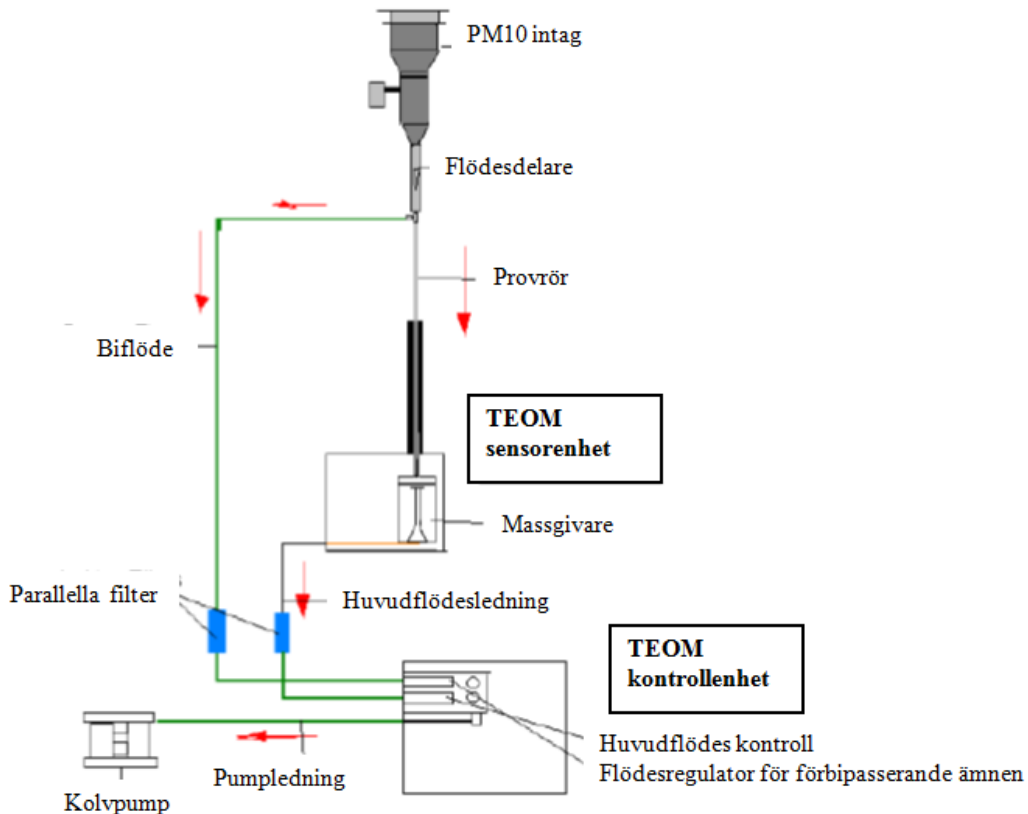 PM10 intag
Flödesdelare
Provrör
Biflöde
TEOM
sensorenhet
Massgivare
Parallella filter
Huvudflödesledning
TEOM
kontrollenhet
Huvudflödes kontroll
Flödesregulator för förbipasserande ämnen
Pumpledning
Kolvpump